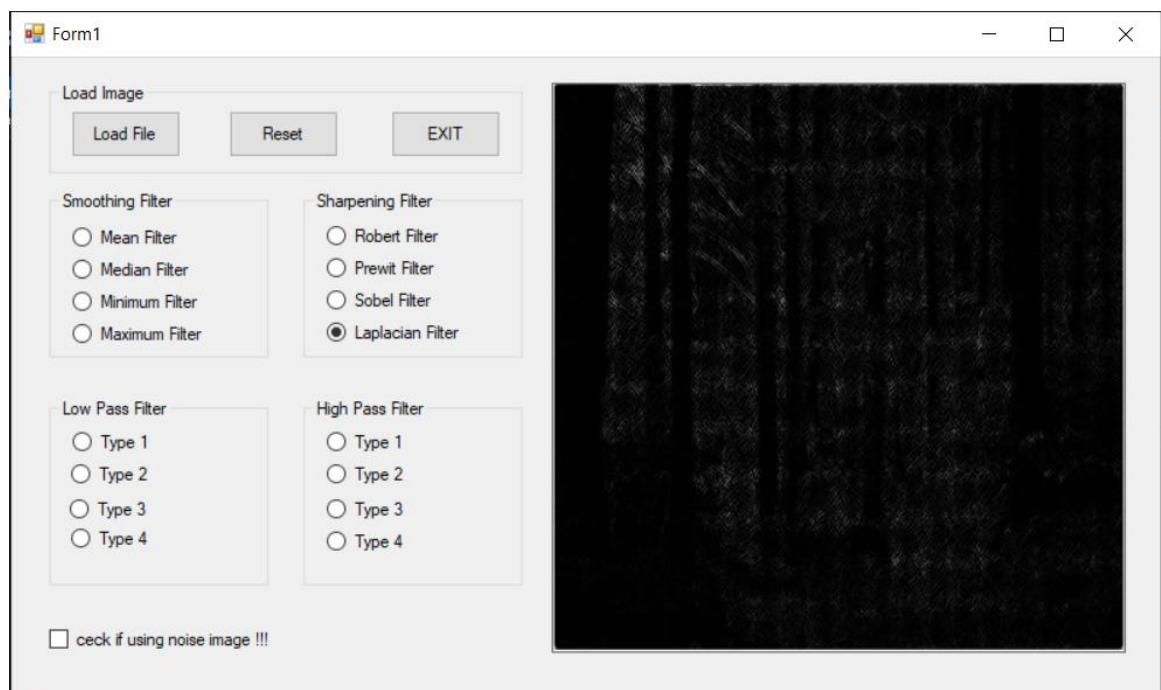 Form1
Load Image
Load File Reset EXIT
Smoothing Filter
Mean Filter
Median Filter
Minimum Filter
Maximum Filter
Sharpening Filter
Robert Filter
Prewit Filter
Sobel Filter
Laplacian Filter
Low Pass Filter
Type 1
Type 2
Type 3
Type 4
High Pass Filter
Type 1
Type 2
Type 3
Type 4
ceck if using noise image !!!